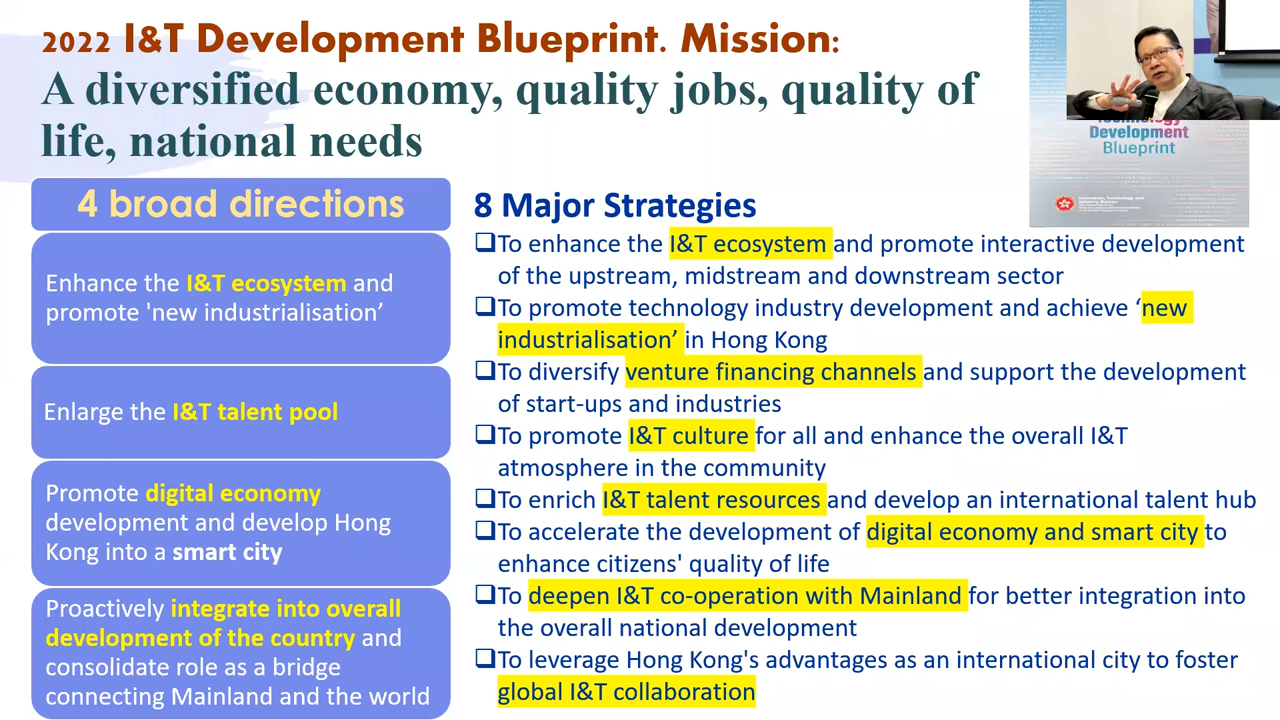 2022 I&T Development Blueprint. Mission:
A diversified economy, quality jobs, quality of
life, national needs
Technology
Development
Blueprint
4 broad directions
Enhance the I&T ecosystem and
promote 'new industrialisation’
Enlarge the I&T talent pool
Promote digital economy
development and develop Hong
Kong into a smart city
Proactively integrate into overall
development of the country and
consolidate role as a bridge
connecting Mainland and the world
8 Major Strategies
To enhance the I&T ecosystem and promote interactive development
of the upstream, midstream and downstream sector
To promote technology industry development and achieve ‘new
industrialisation’ in Hong Kong
To diversify venture financing channels and support the development
of start-ups and industries
To promote I&T culture for all and enhance the overall I&T
atmosphere in the community
To enrich I&T talent resources and develop an international talent hub
To accelerate the development of digital economy and smart city to
enhance citizens' quality of life
To deepen I&T co-operation with Mainland for better integration into
the overall national development
To leverage Hong Kong's advantages as an international city to foster
global I&T collaboration